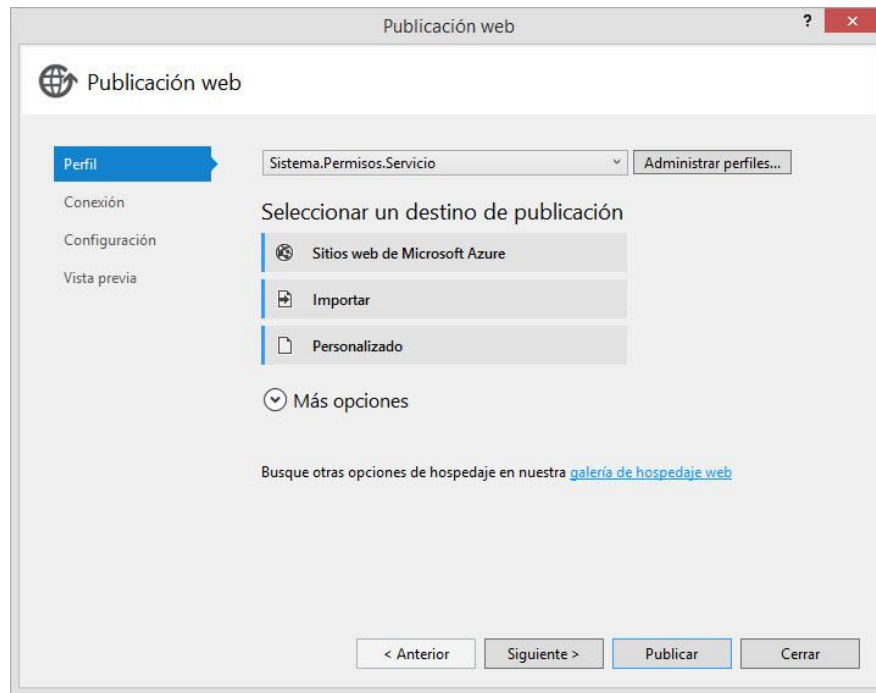 Publicación web
?
Publicación web
Perfil
Conexión
Configuración
Vista previa
Sistema.Permisos.Servicio
Administrar perfiles...
Seleccionar un destino de publicación
Sitios web de Microsoft Azure
Importar
Personalizado
Más opciones
Busque otras opciones de hospedaje en nuestra galería de hospedaje web
< Anterior
Siguiente >
Publicar
Cerrar